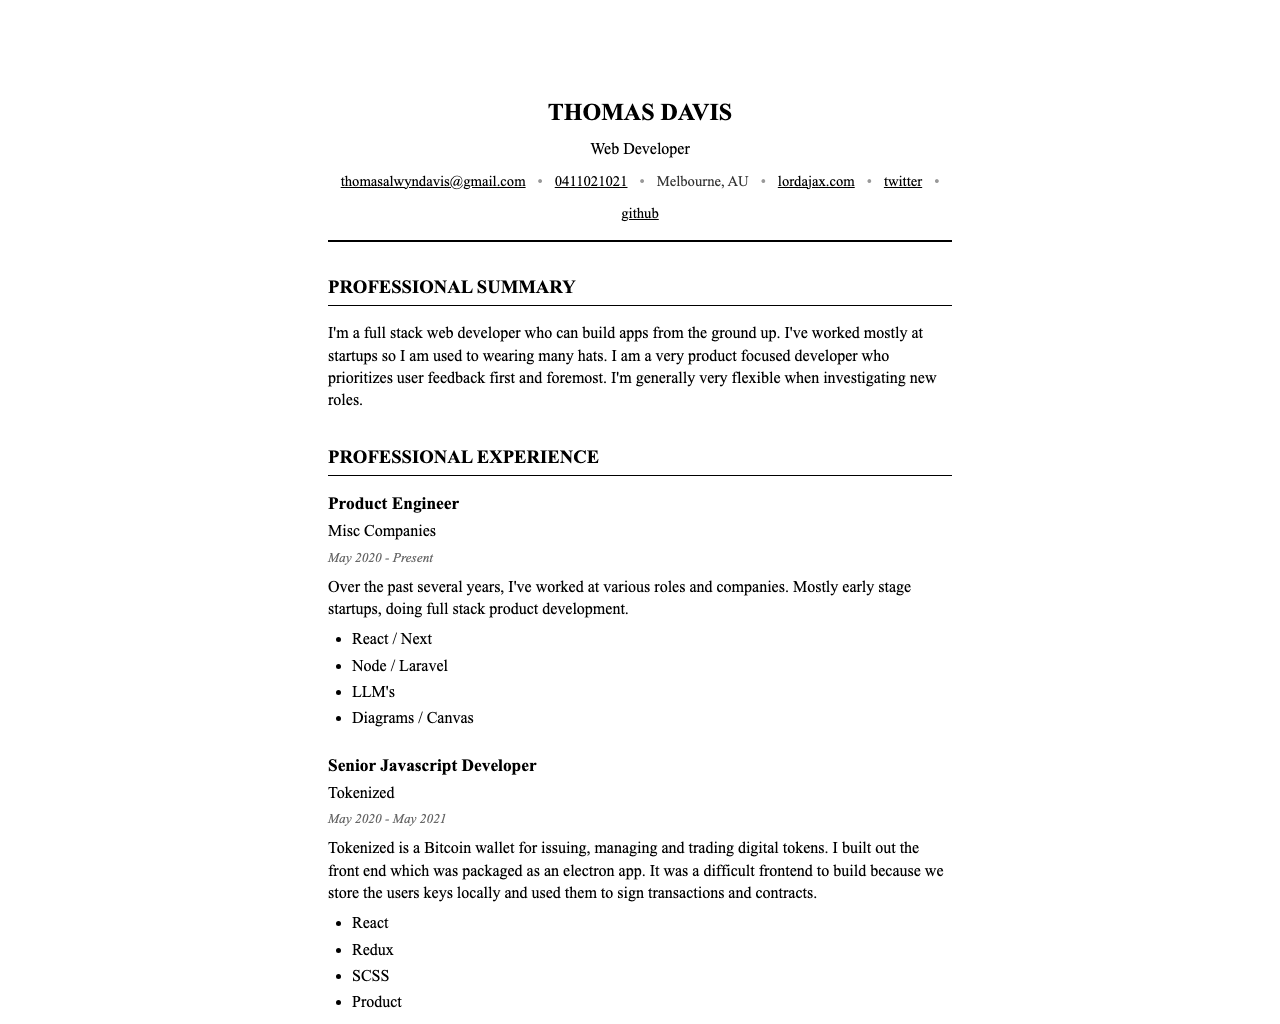 THOMAS DAVIS
Web Developer
thomasalwyndavis@gmail.com • 0411021021 • Melbourne, AU • lordajax.com • twitter •
github
PROFESSIONAL SUMMARY
I'm a full stack web developer who can build apps from the ground up. I've worked mostly at
startups so I am used to wearing many hats. I am a very product focused developer who
prioritizes user feedback first and foremost. I'm generally very flexible when investigating new
roles.
PROFESSIONAL EXPERIENCE
Product Engineer
Misc Companies
May 2020 - Present
Over the past several years, I've worked at various roles and companies. Mostly early stage
startups, doing full stack product development.
• React / Next
• Node / Laravel
• LLM's
• Diagrams / Canvas
Senior Javascript Developer
Tokenized
May 2020 - May 2021
Tokenized is a Bitcoin wallet for issuing, managing and trading digital tokens. I built out the
front end which was packaged as an electron app. It was a difficult frontend to build because we
store the users keys locally and used them to sign transactions and contracts.
• React
• Redux
• SCSS
• Product